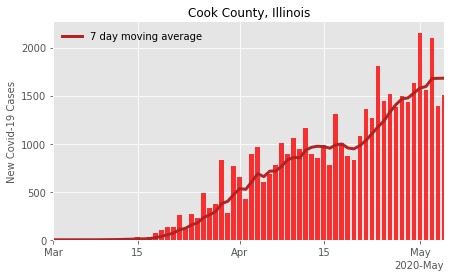 Cook County, Illinois
7 day moving average
New Covid-19 Cases
2000
1500
1000
500
0
Mar
15
Apr
15
May
2020-May